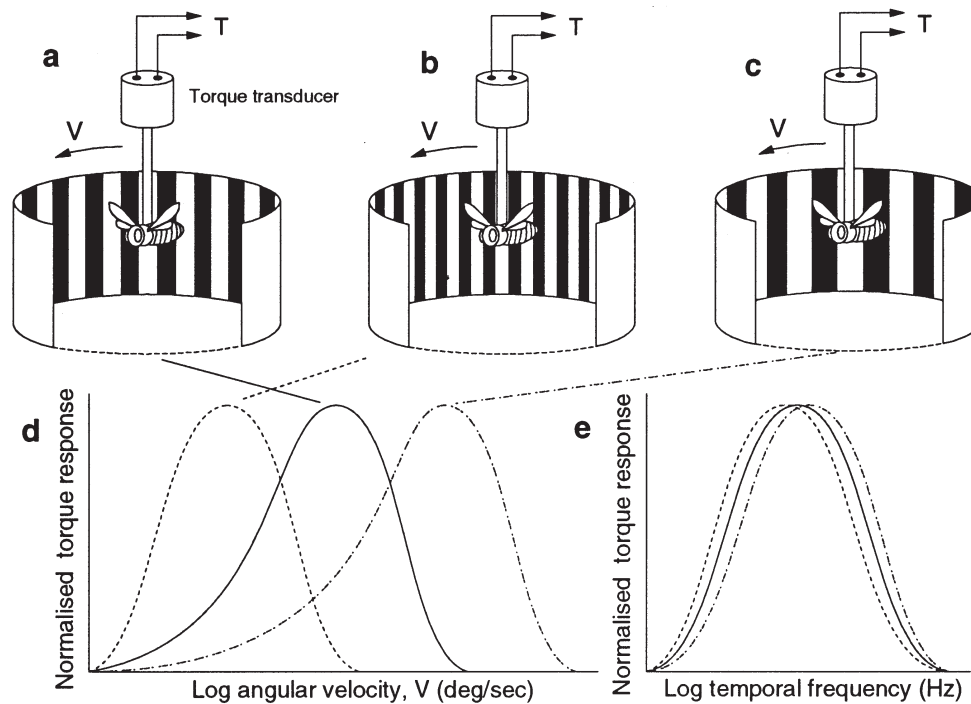 T
T
T
a
b
c
Torque transducer
V
V
V
d
e
Normalised torque response
Normalised torque response
Log angular velocity, V (deg/sec)
Log temporal frequency (Hz)